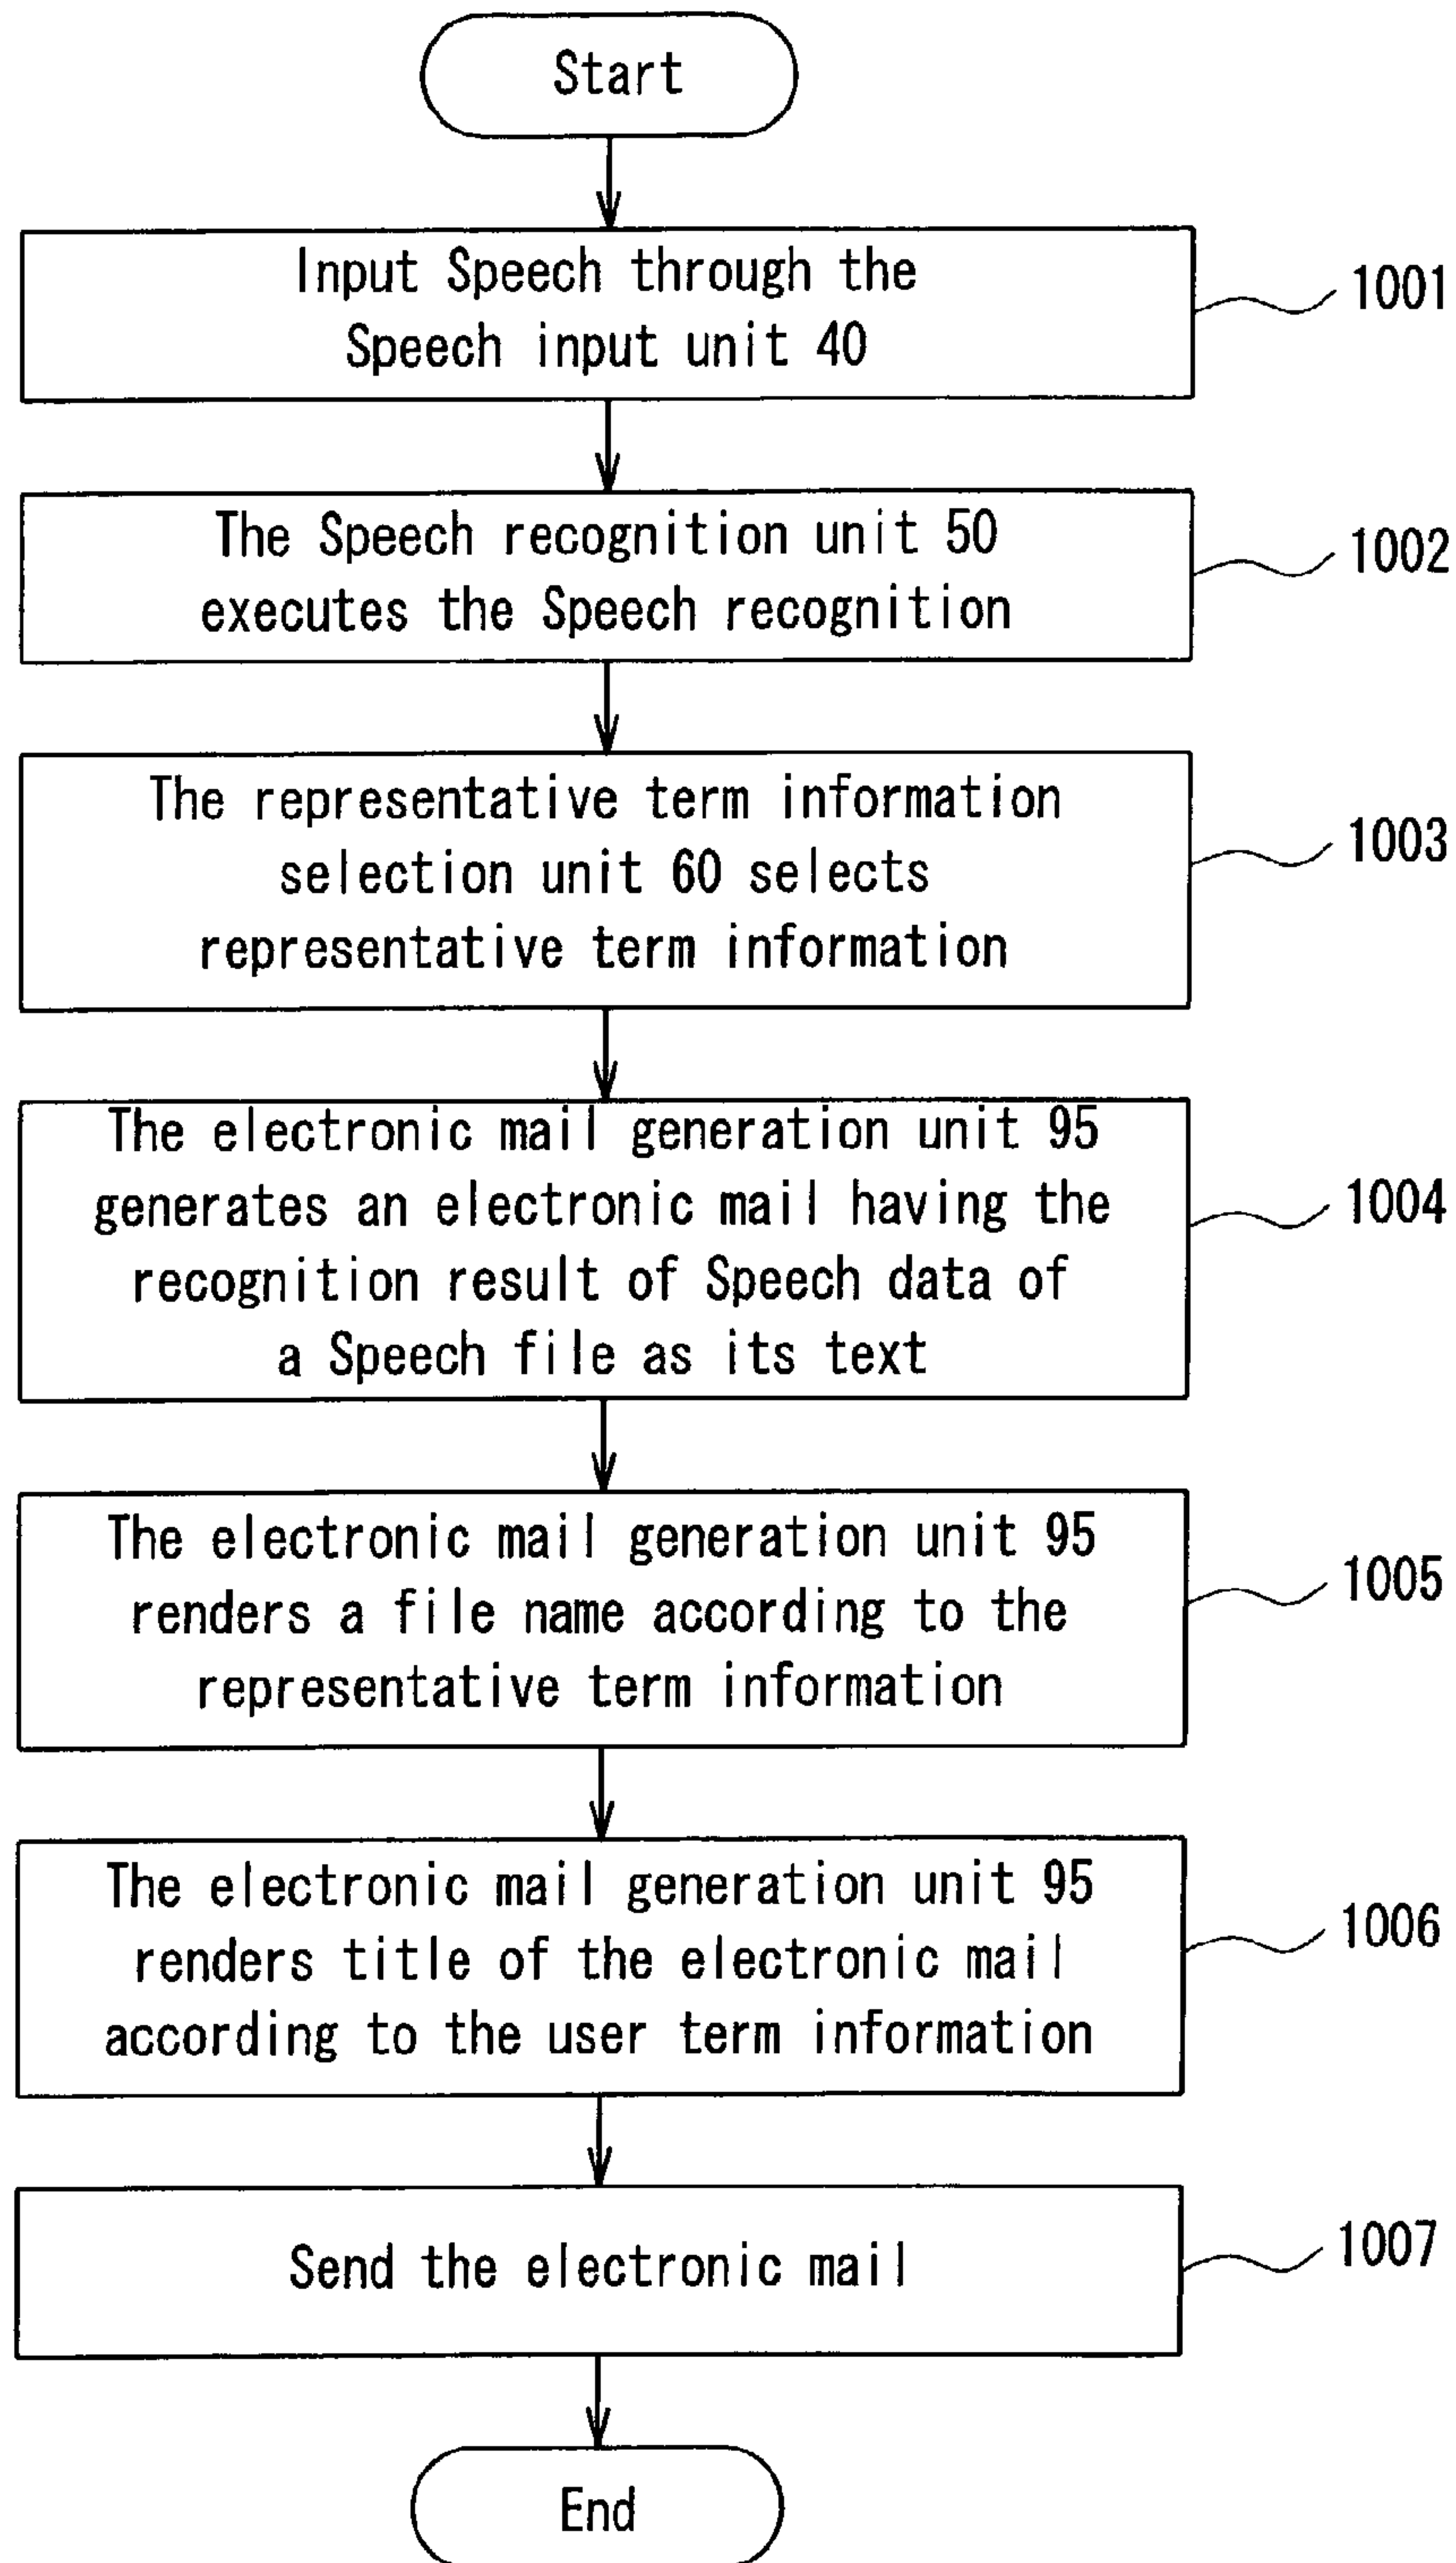 Start
Input Speech through the
Speech input unit 40
1001
The Speech recognition unit 50
executes the Speech recognition
1002
The representative term information
selection unit 60 selects
representative term information
1003
The electronic mail generation unit 95
generates an electronic mail having the
recognition result of Speech data of
a Speech file as its text
1004
The electronic mail generation unit 95
renders a file name according to the
representative term information
1005
The electronic mail generation unit 95
renders title of the electronic mail
according to the user term information
1006
Send the electronic mail
1007
End